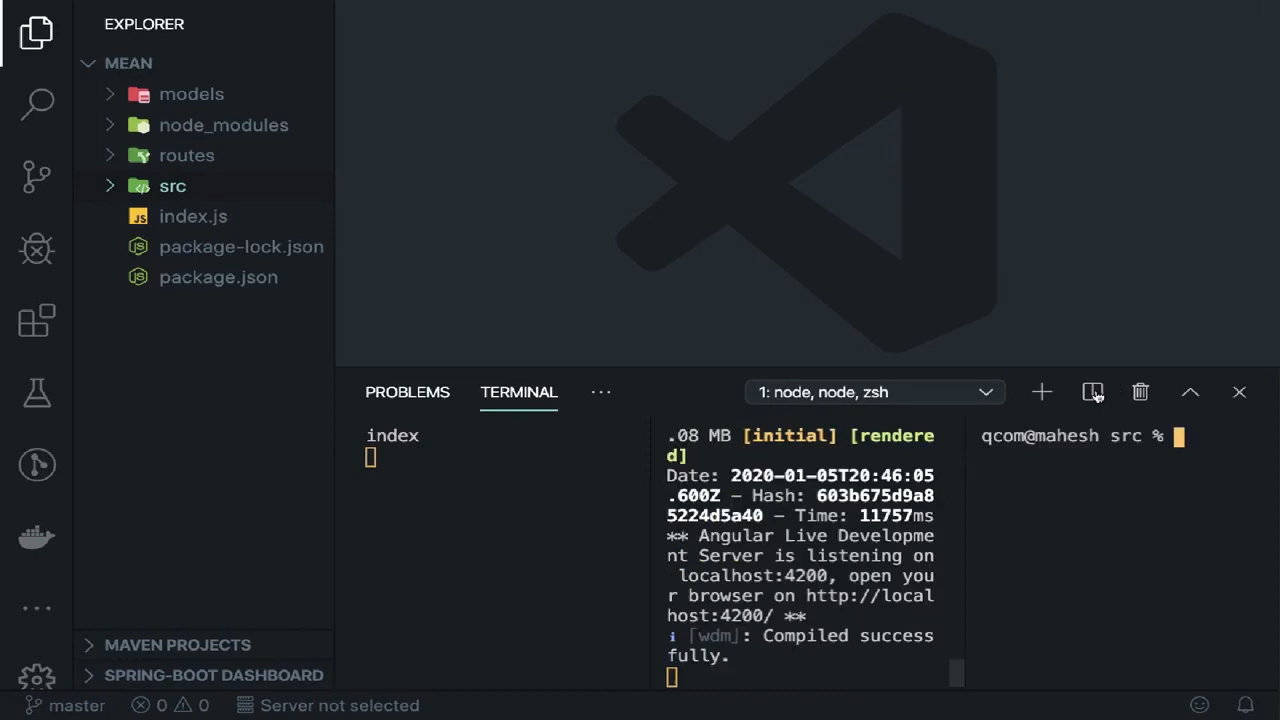 EXPLORER
MEAN
models
node_modules
routes
src
JS index.js
package-lock.json
package.json
MAVEN PROJECTS
SPRING-BOOT DASHBOARD
PROBLEMS
TERMINAL
1: node, node, zsh
index
.08 MB [initial] [rendere
d]
Date: 2020-01-05T20:46:05
.600Z - Hash: 603b675d9a8
5224d5a40 - Time: 11757ms
** Angular Live Developme
nt Server is listening on
localhost:4200, open you
r browser on http://local
host:4200/ **
i 「wdm」: Compiled success
fully.
qcom@mahesh src %
master
0
0
Server not selected